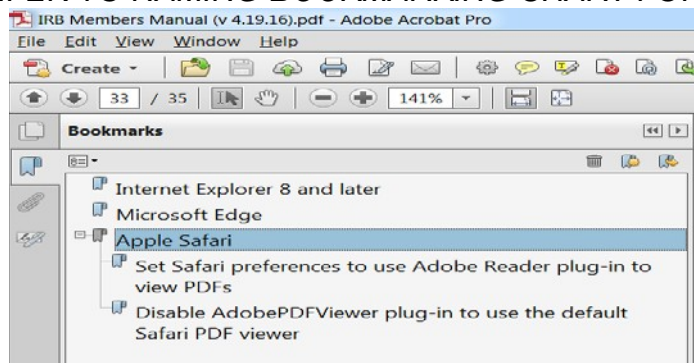 IRB Members Manual (v 4.19.16).pdf - Adobe Acrobat Pro
File Edit View Window Help
Create
33 / 35 141%
Bookmarks
Internet Explorer 8 and later
Microsoft Edge
Apple Safari
Set Safari preferences to use Adobe Reader plug-in to
view PDFs
Disable AdobePDFViewer plug-in to use the default
Safari PDF viewer